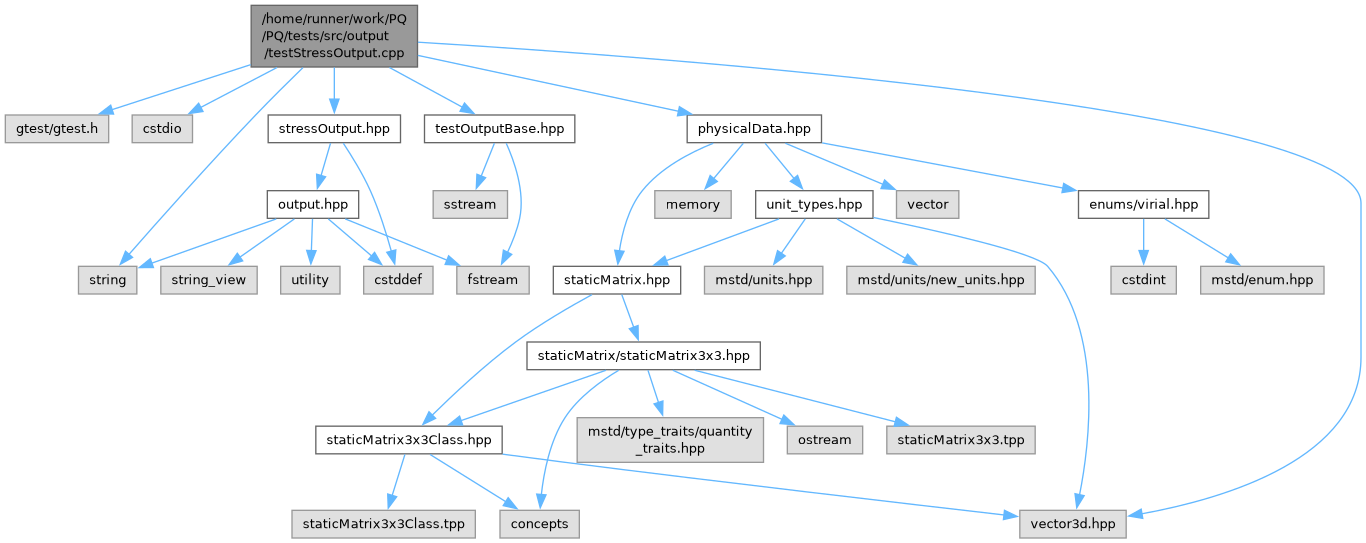 /home/runner/work/PQ
/PQ/tests/src/output
/testStressOutput.cpp
gtest/gtest.h
cstdio
stressOutput.hpp
testOutputBase.hpp
physicalData.hpp
output.hpp
sstream
memory
unit_types.hpp
vector
enums/virial.hpp
string
string_view
utility
cstddef
fstream
staticMatrix.hpp
mstd/units.hpp
mstd/units/new_units.hpp
cstdint
mstd/enum.hpp
staticMatrix/staticMatrix3x3.hpp
staticMatrix3x3Class.hpp
mstd/type_traits/quantity
_traits.hpp
ostream
staticMatrix3x3.tpp
staticMatrix3x3Class.tpp
concepts
vector3d.hpp